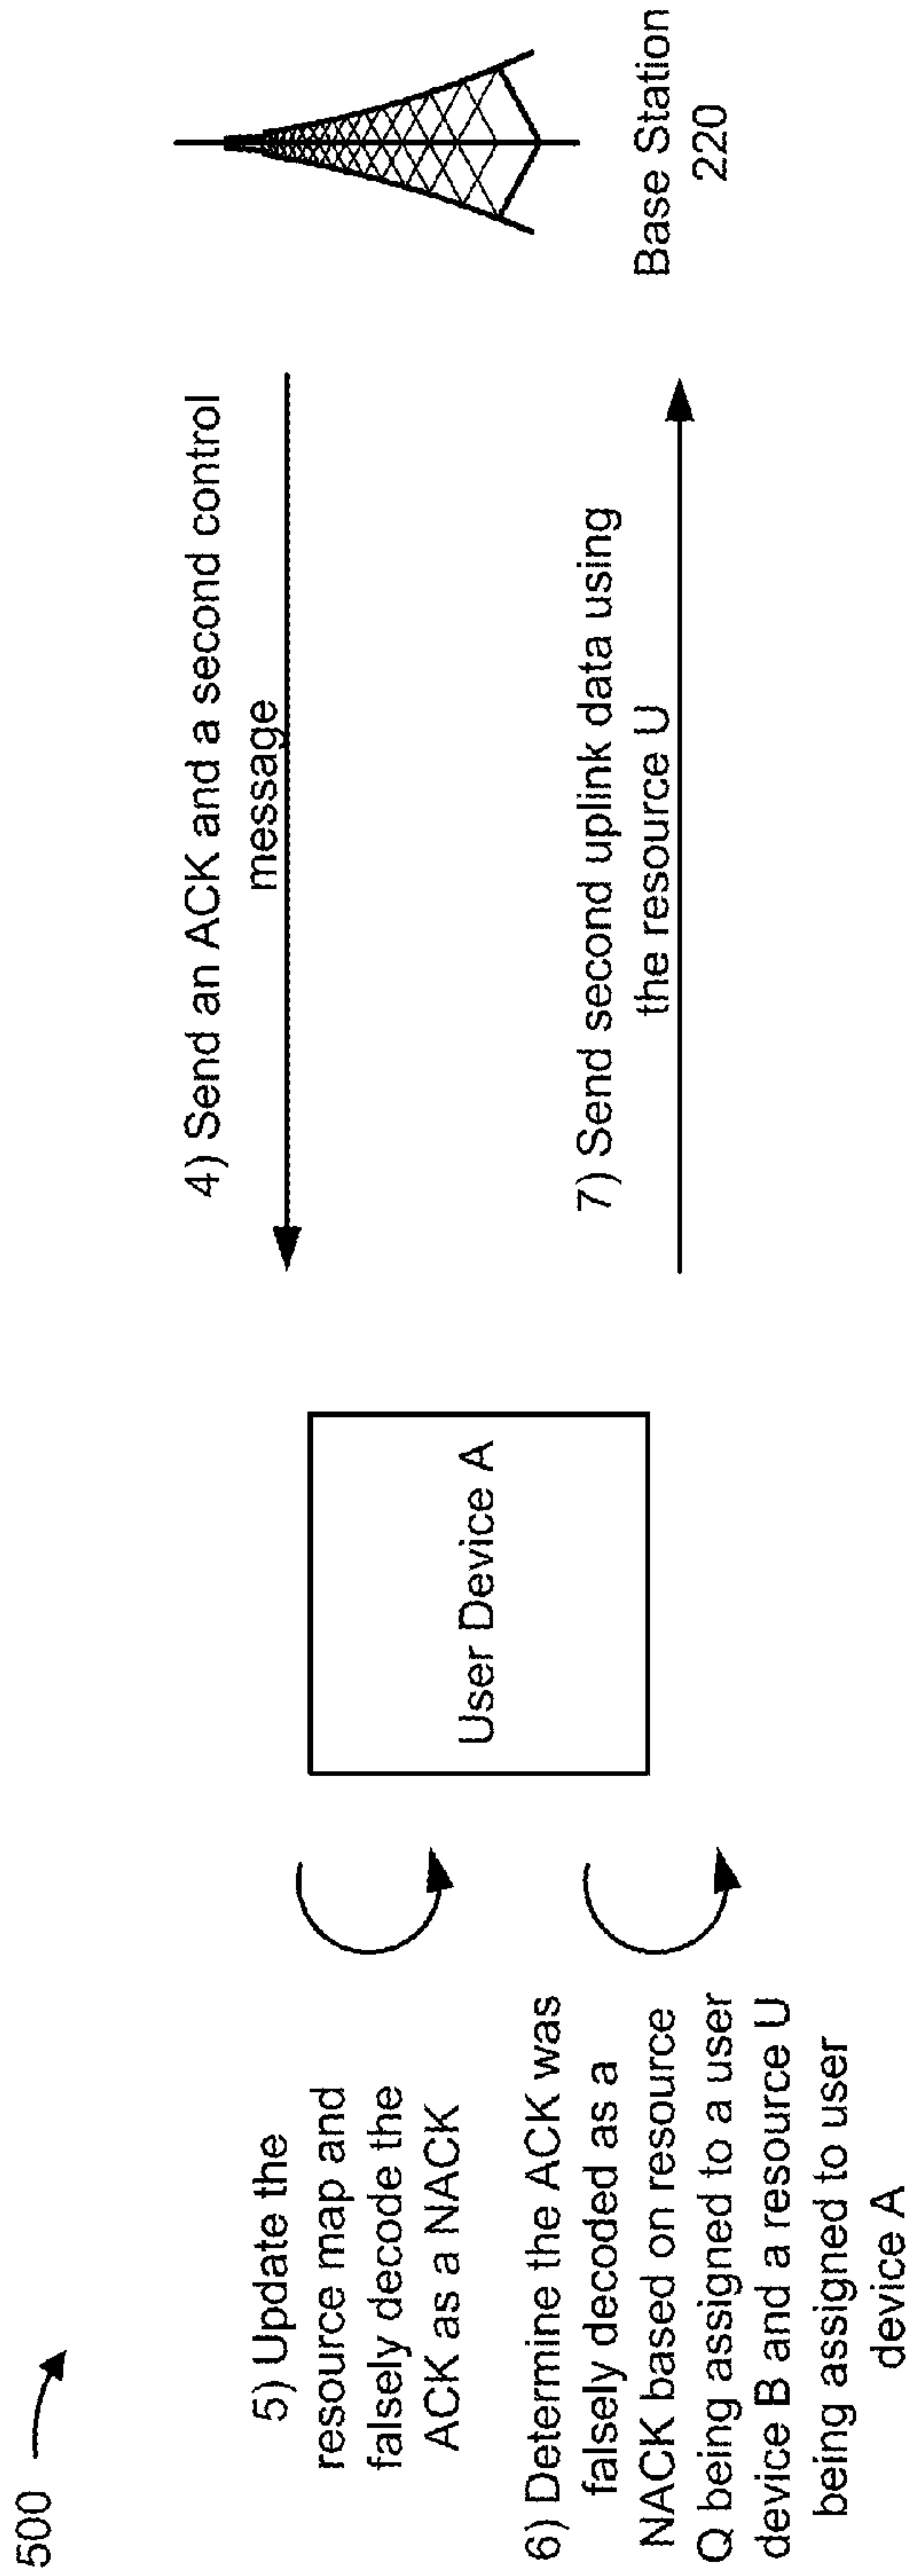 500
4) Send an ACK and a second control
message
5) Update the
resource map and
falsely decode the
ACK as a NACK
User Device A
6) Determine the ACK was
falsely decoded as a
NACK based on resource
Q being assigned to a user
device B and a resource U
being assigned to user
device A
7) Send second uplink data using
the resource U
Base Station
220